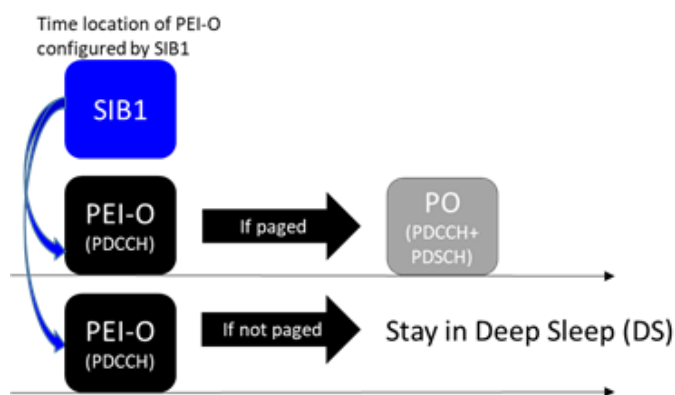 Time location of PEI-O
configured by SIB1
SIB1
PEI-O
(PDCCH)
If paged
PO
(PDCCH+
PDSCH)
PEI-O
(PDCCH)
If not paged
Stay in Deep Sleep (DS)